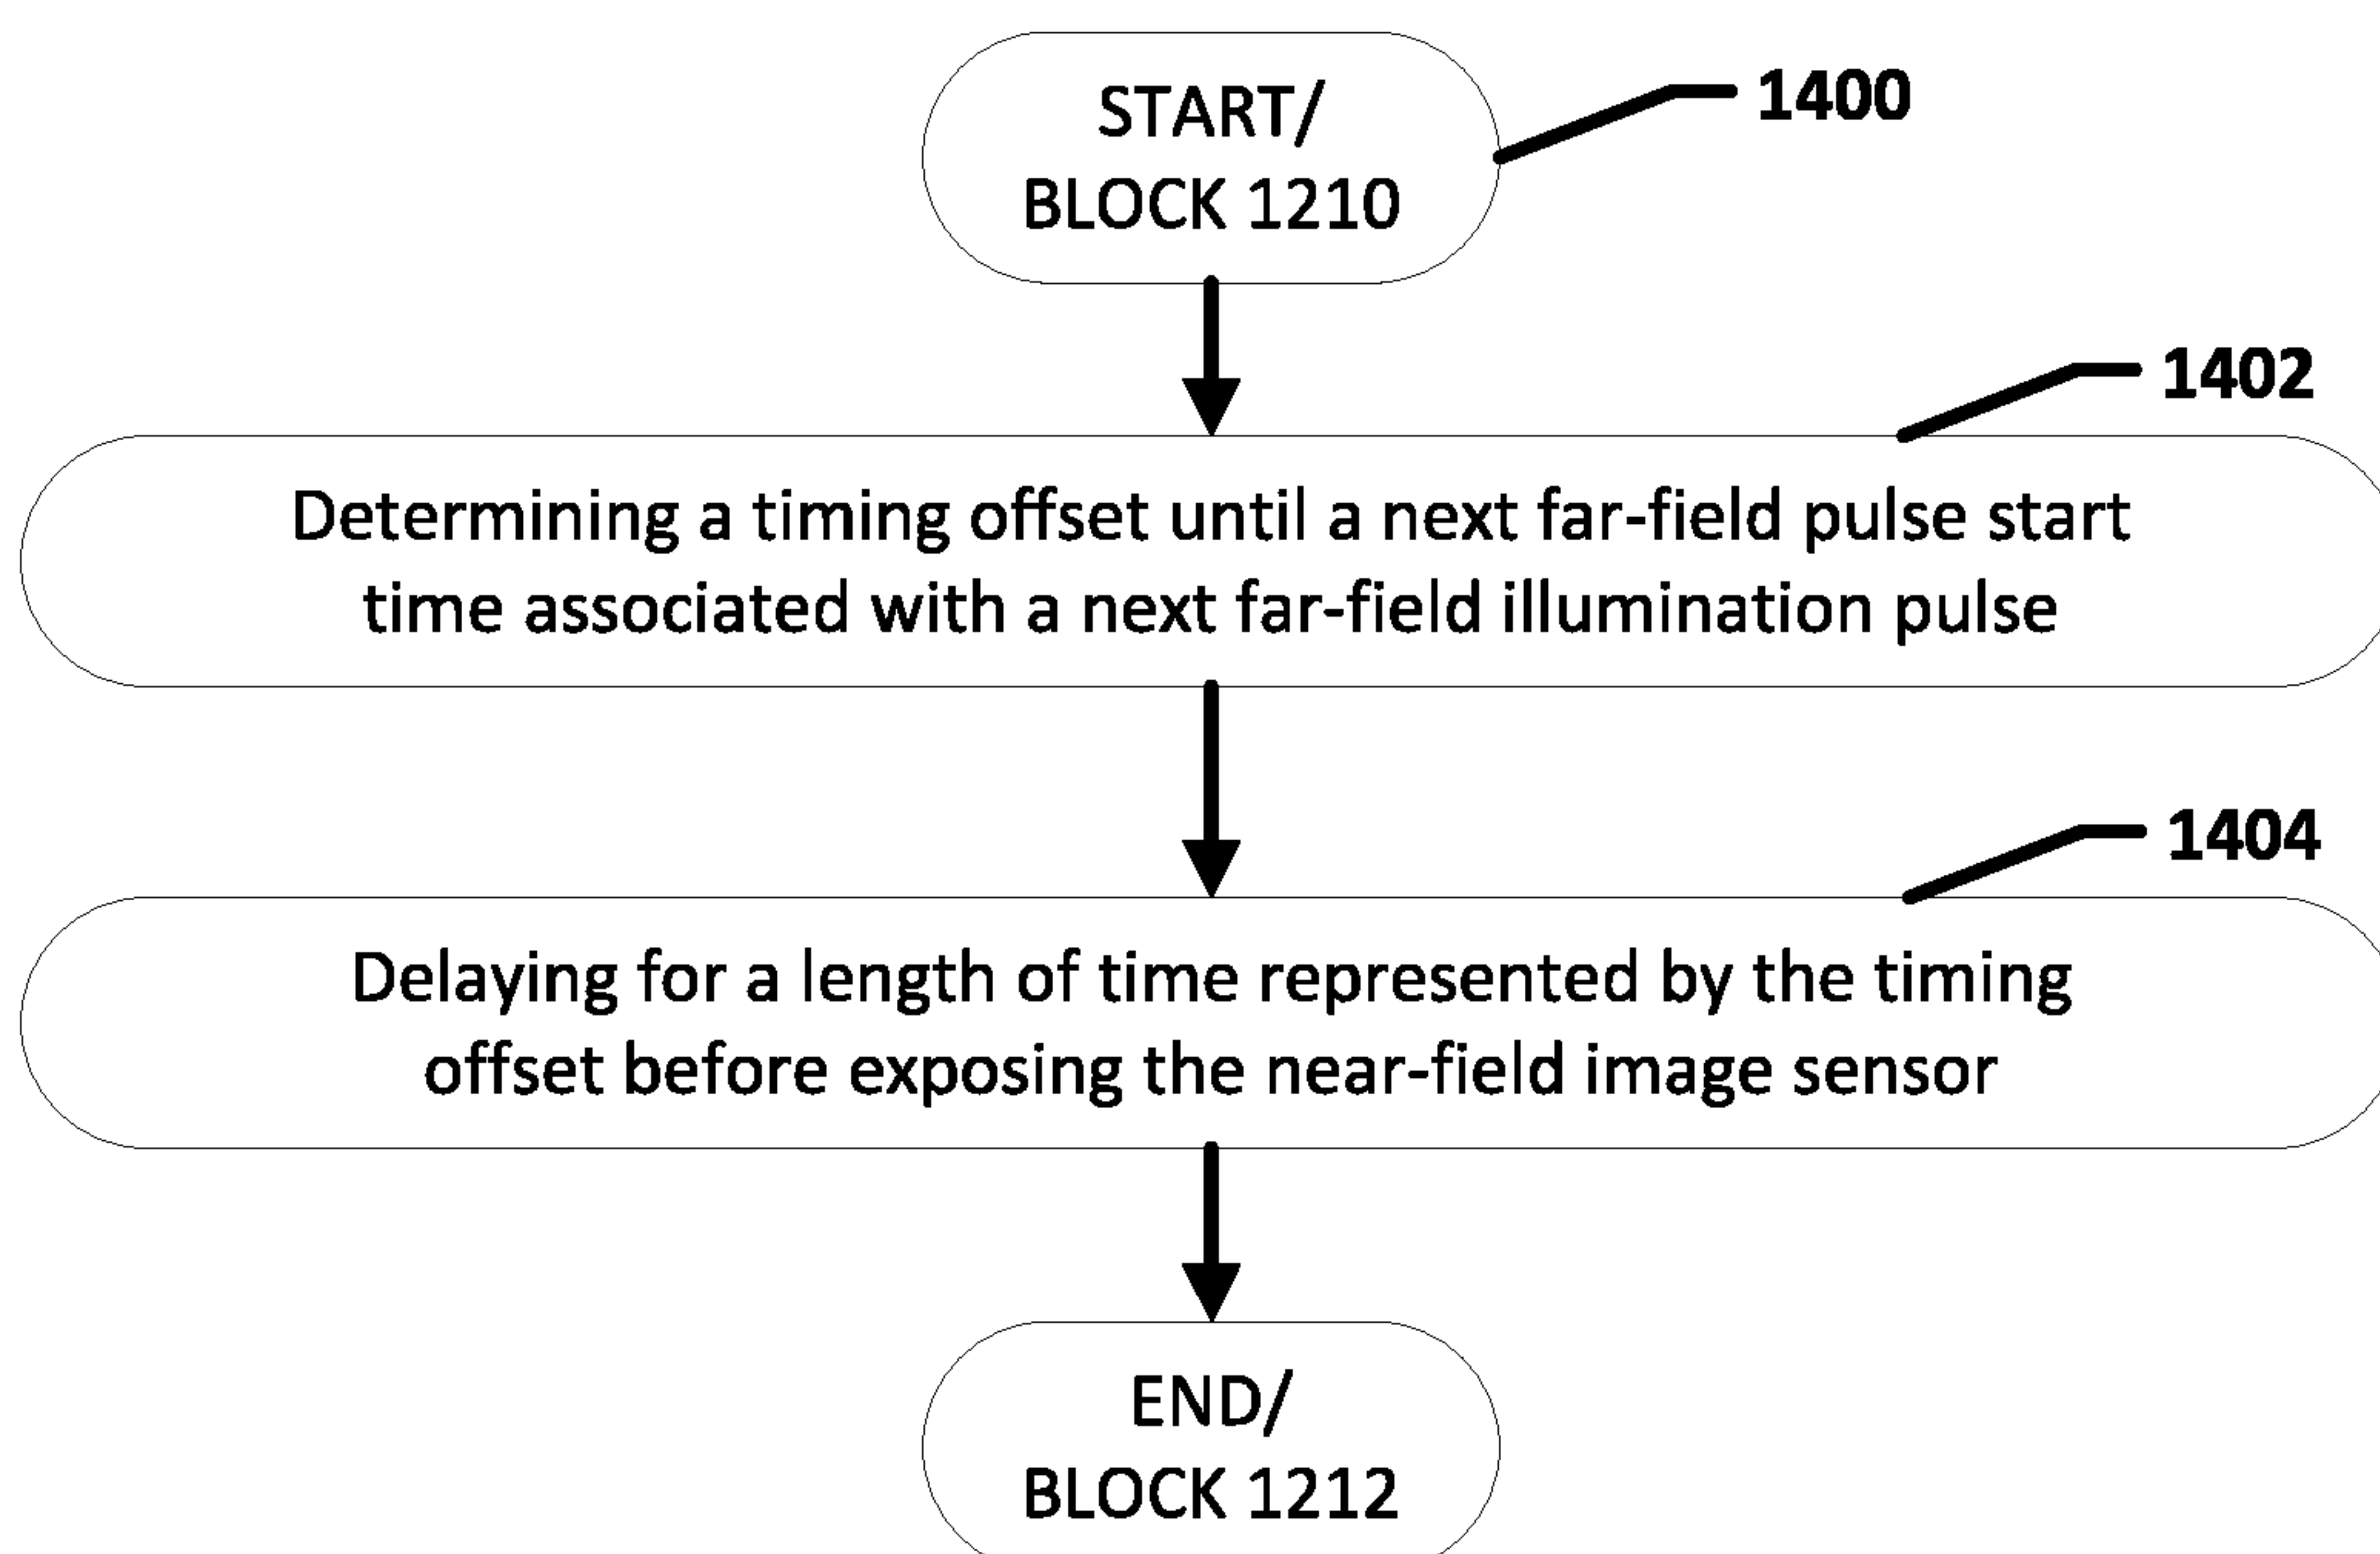 START/
BLOCK 1210
1400
1402
Determining a timing offset until a next far-field pulse start
time associated with a next far-field illumination pulse
1404
Delaying for a length of time represented by the timing
offset before exposing the near-field image sensor
END/
BLOCK 1212